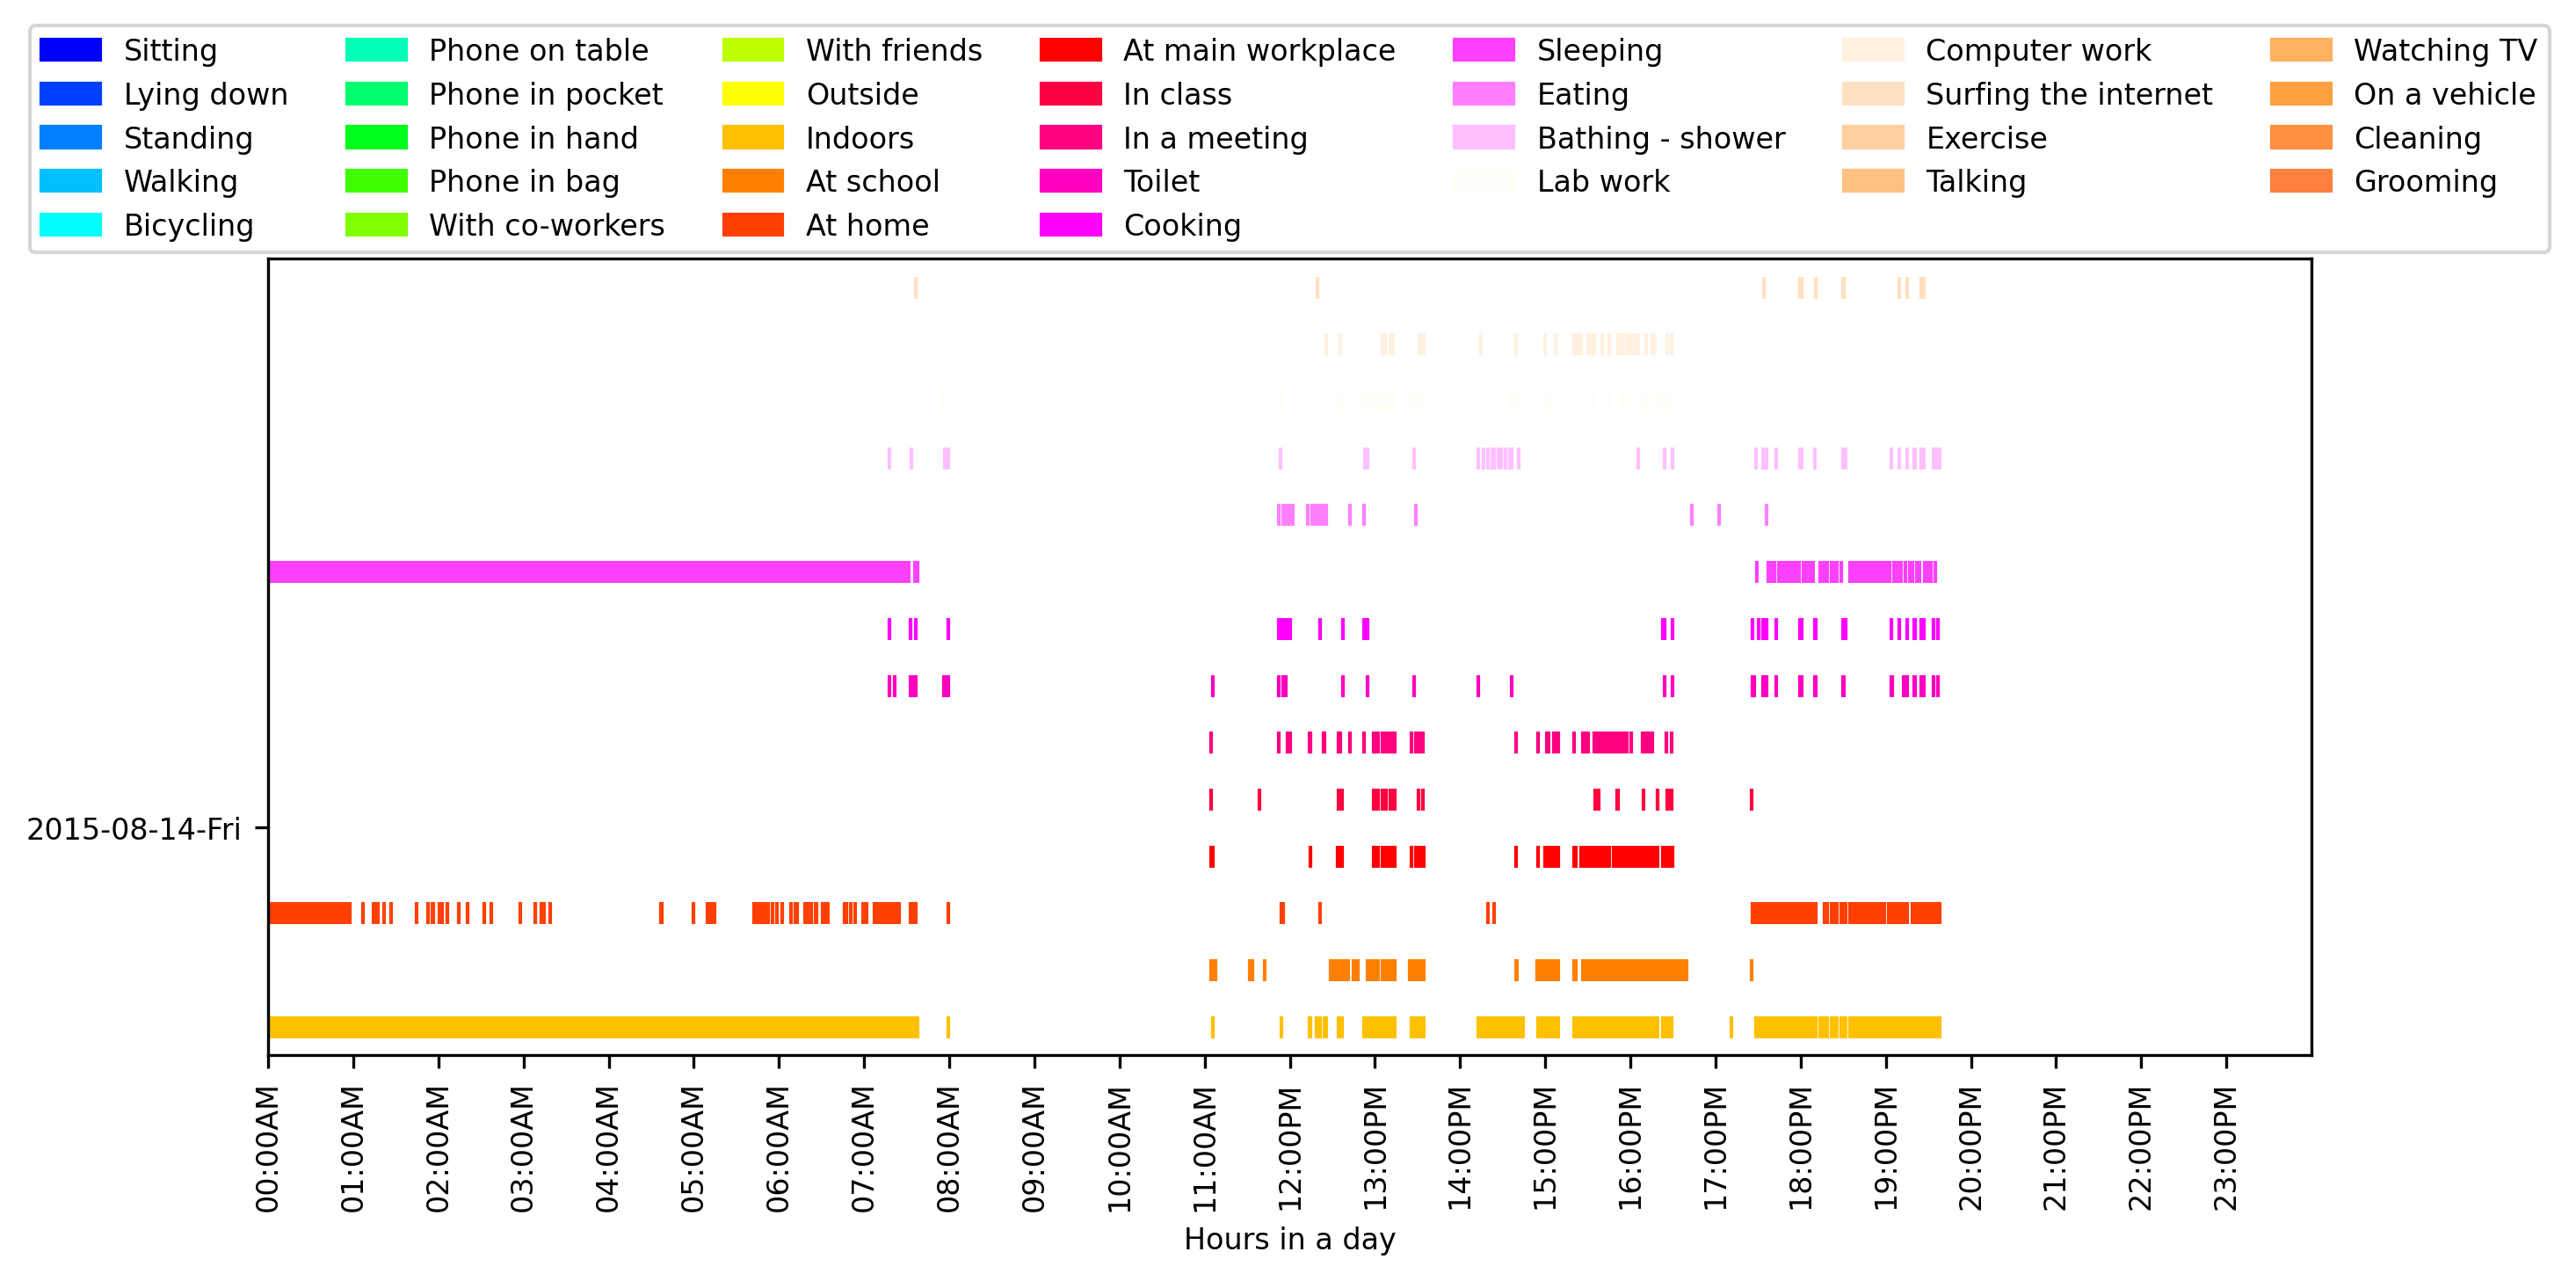 Sitting
Lying down
Standing
Walking
Bicycling
Phone on table
Phone in pocket
Phone in hand
Phone in bag
With co-workers
With friends
Outside
Indoors
At school
At home
At main workplace
In class
In a meeting
Toilet
Cooking
Sleeping
Eating
Bathing - shower
Lab work
Computer work
Surfing the internet
Exercise
Talking
Watching TV
On a vehicle
Cleaning
Grooming
2015-08-14-Fri
00:00AM
01:00AM
02:00AM
03:00AM
04:00AM
05:00AM
06:00AM
07:00AM
08:00AM
09:00AM
10:00AM
11:00AM
12:00PM
13:00PM
14:00PM
15:00PM
16:00PM
17:00PM
18:00PM
19:00PM
20:00PM
21:00PM
22:00PM
23:00PM
Hours in a day